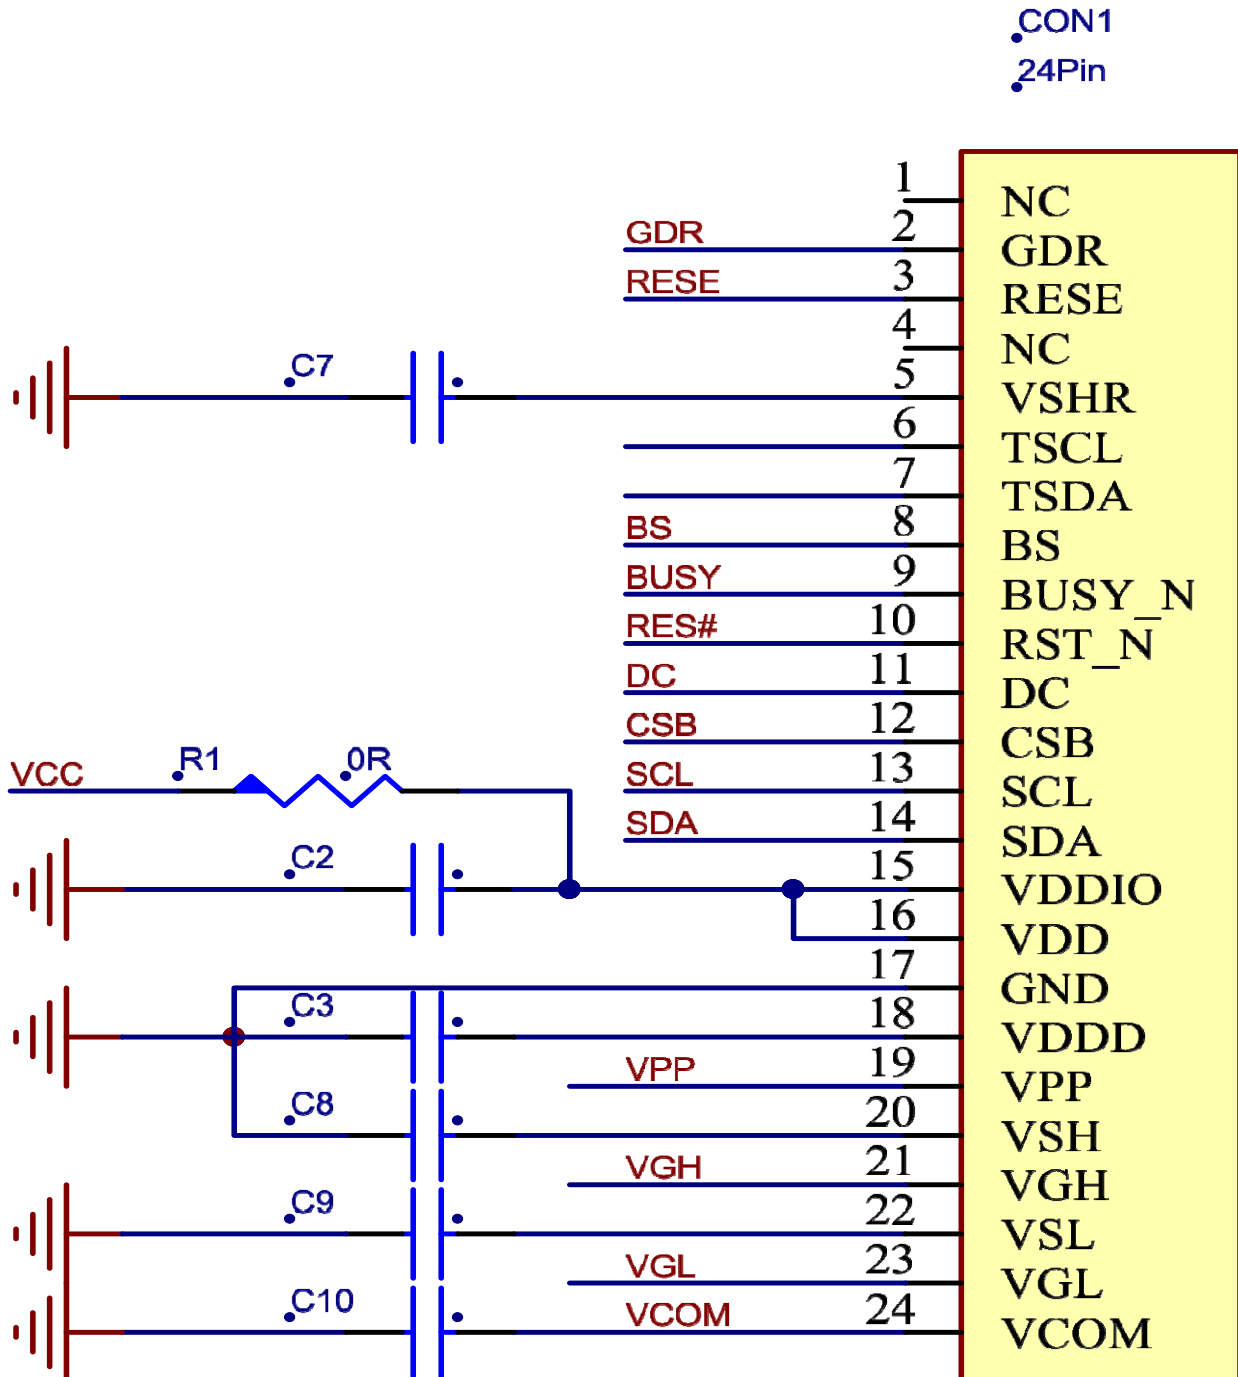 CON1
24Pin
1 NC
GDR 2 GDR
RESE 3 RESE
4 NC
C7 5 VSHR
6 TSCL
7 TSDA
BS 8 BS
BUSY 9 BUSY_N
RES# 10 RST_N
DC 11 DC
CSB 12 CSB
VCC R1 0R SCL 13 SCL
SDA 14 SDA
C2 15 VDDIO
16 VDD
17 GND
C3 18 VDDD
VPP 19 VPP
C8 20 VSH
VGH 21 VGH
C9 22 VSL
VGL 23 VGL
C10 VCOM 24 VCOM